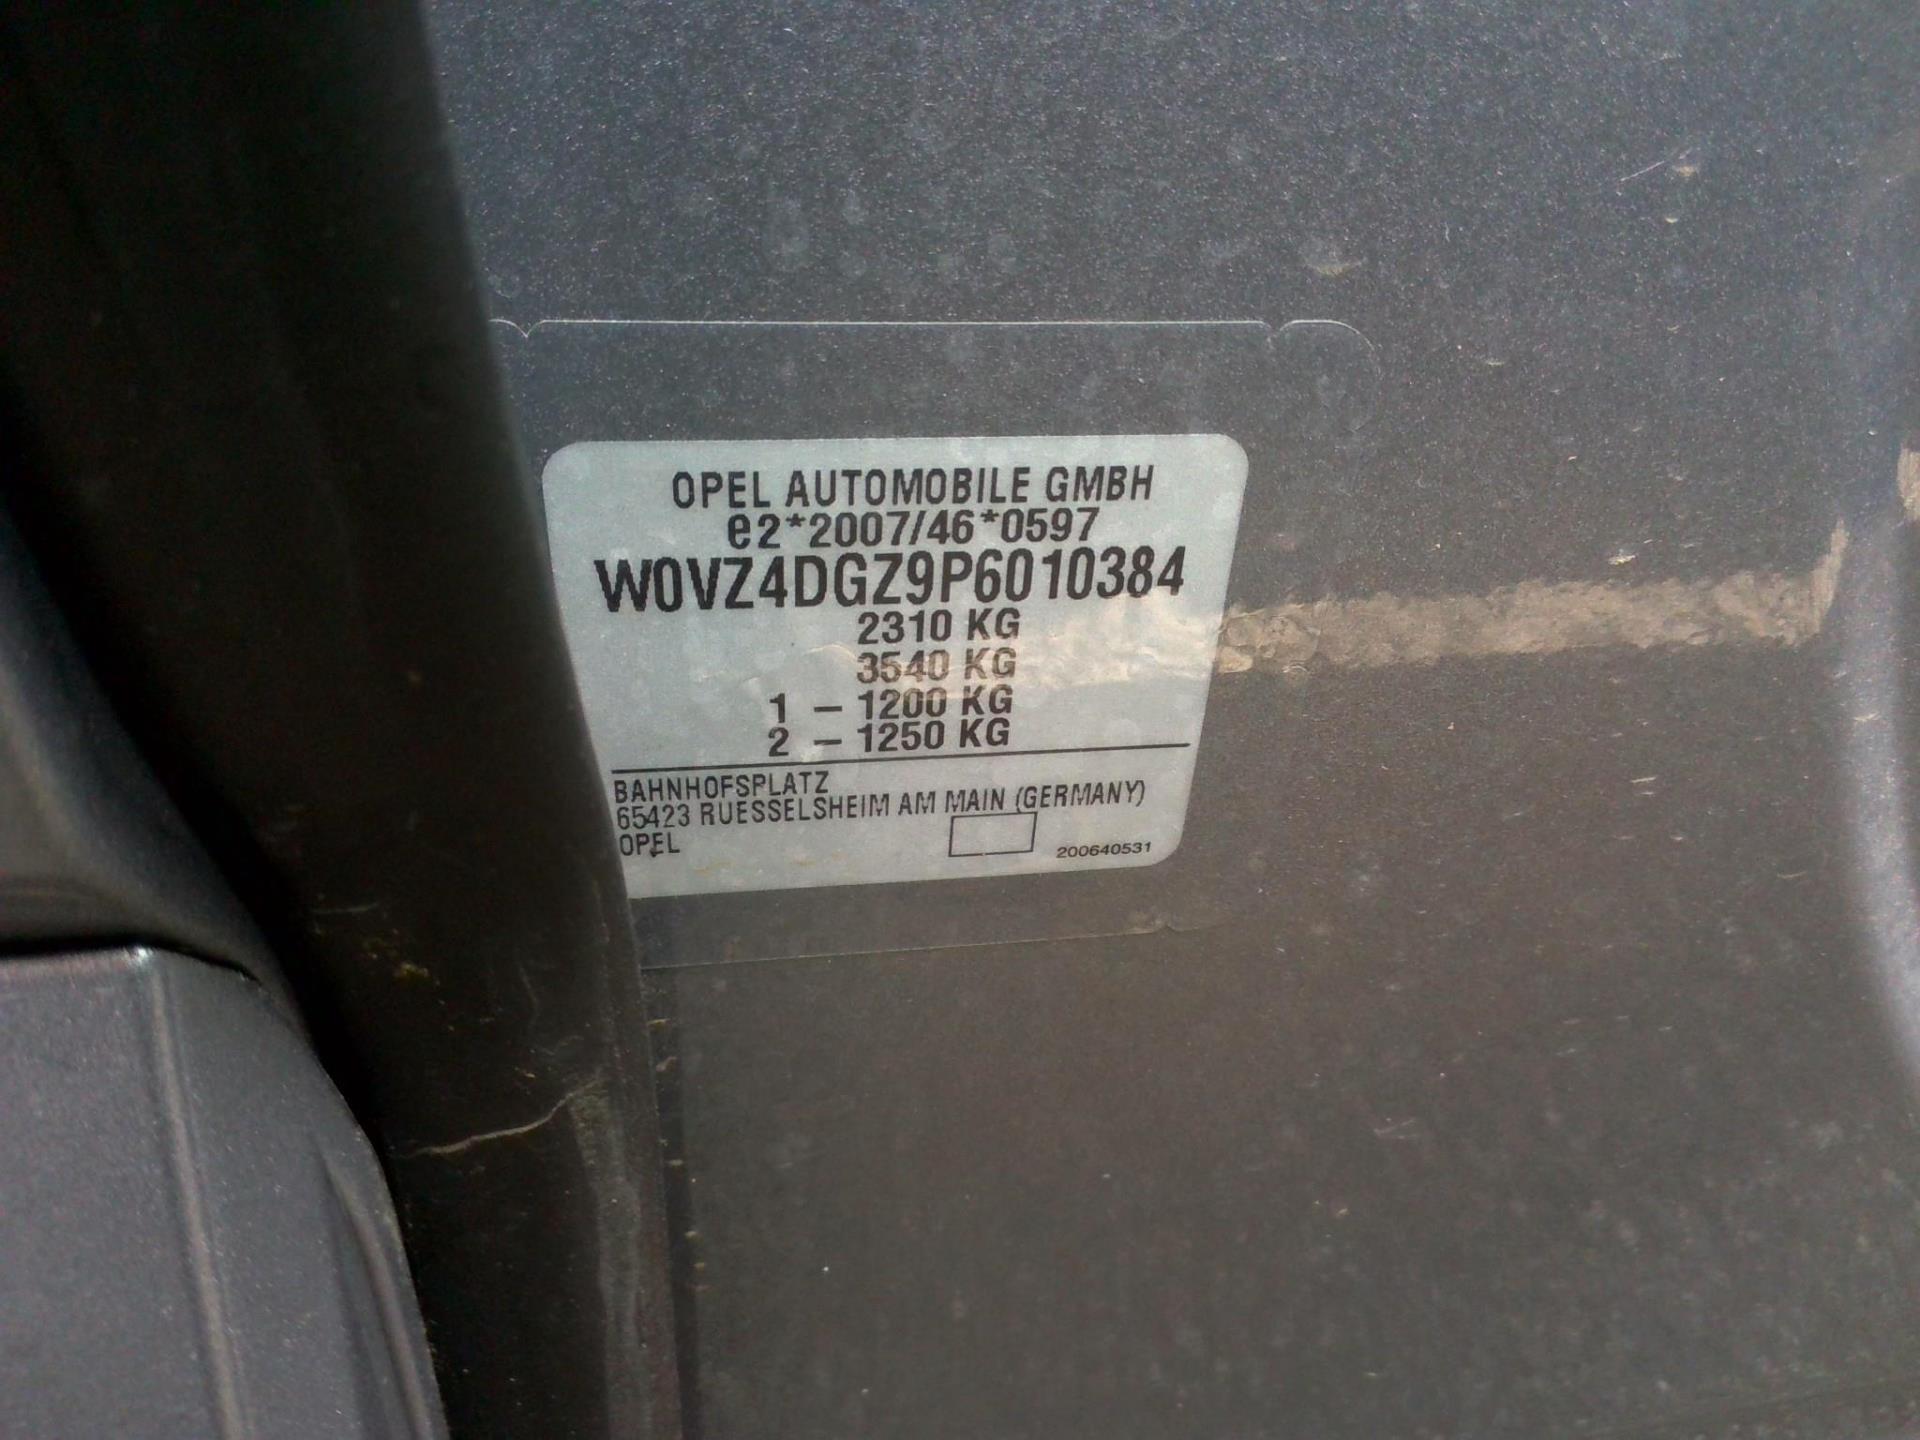 OPEL AUTOMOBILE GMBH
e2*2007/46*0597
W0VZ4DGZ9P6010384
2310 KG
3540 KG
1 – 1200 KG
2 – 1250 KG
BAHNHOFSPLATZ
65423 RUESSELSHEIM AM MAIN (GERMANY)
OPEL
200640531